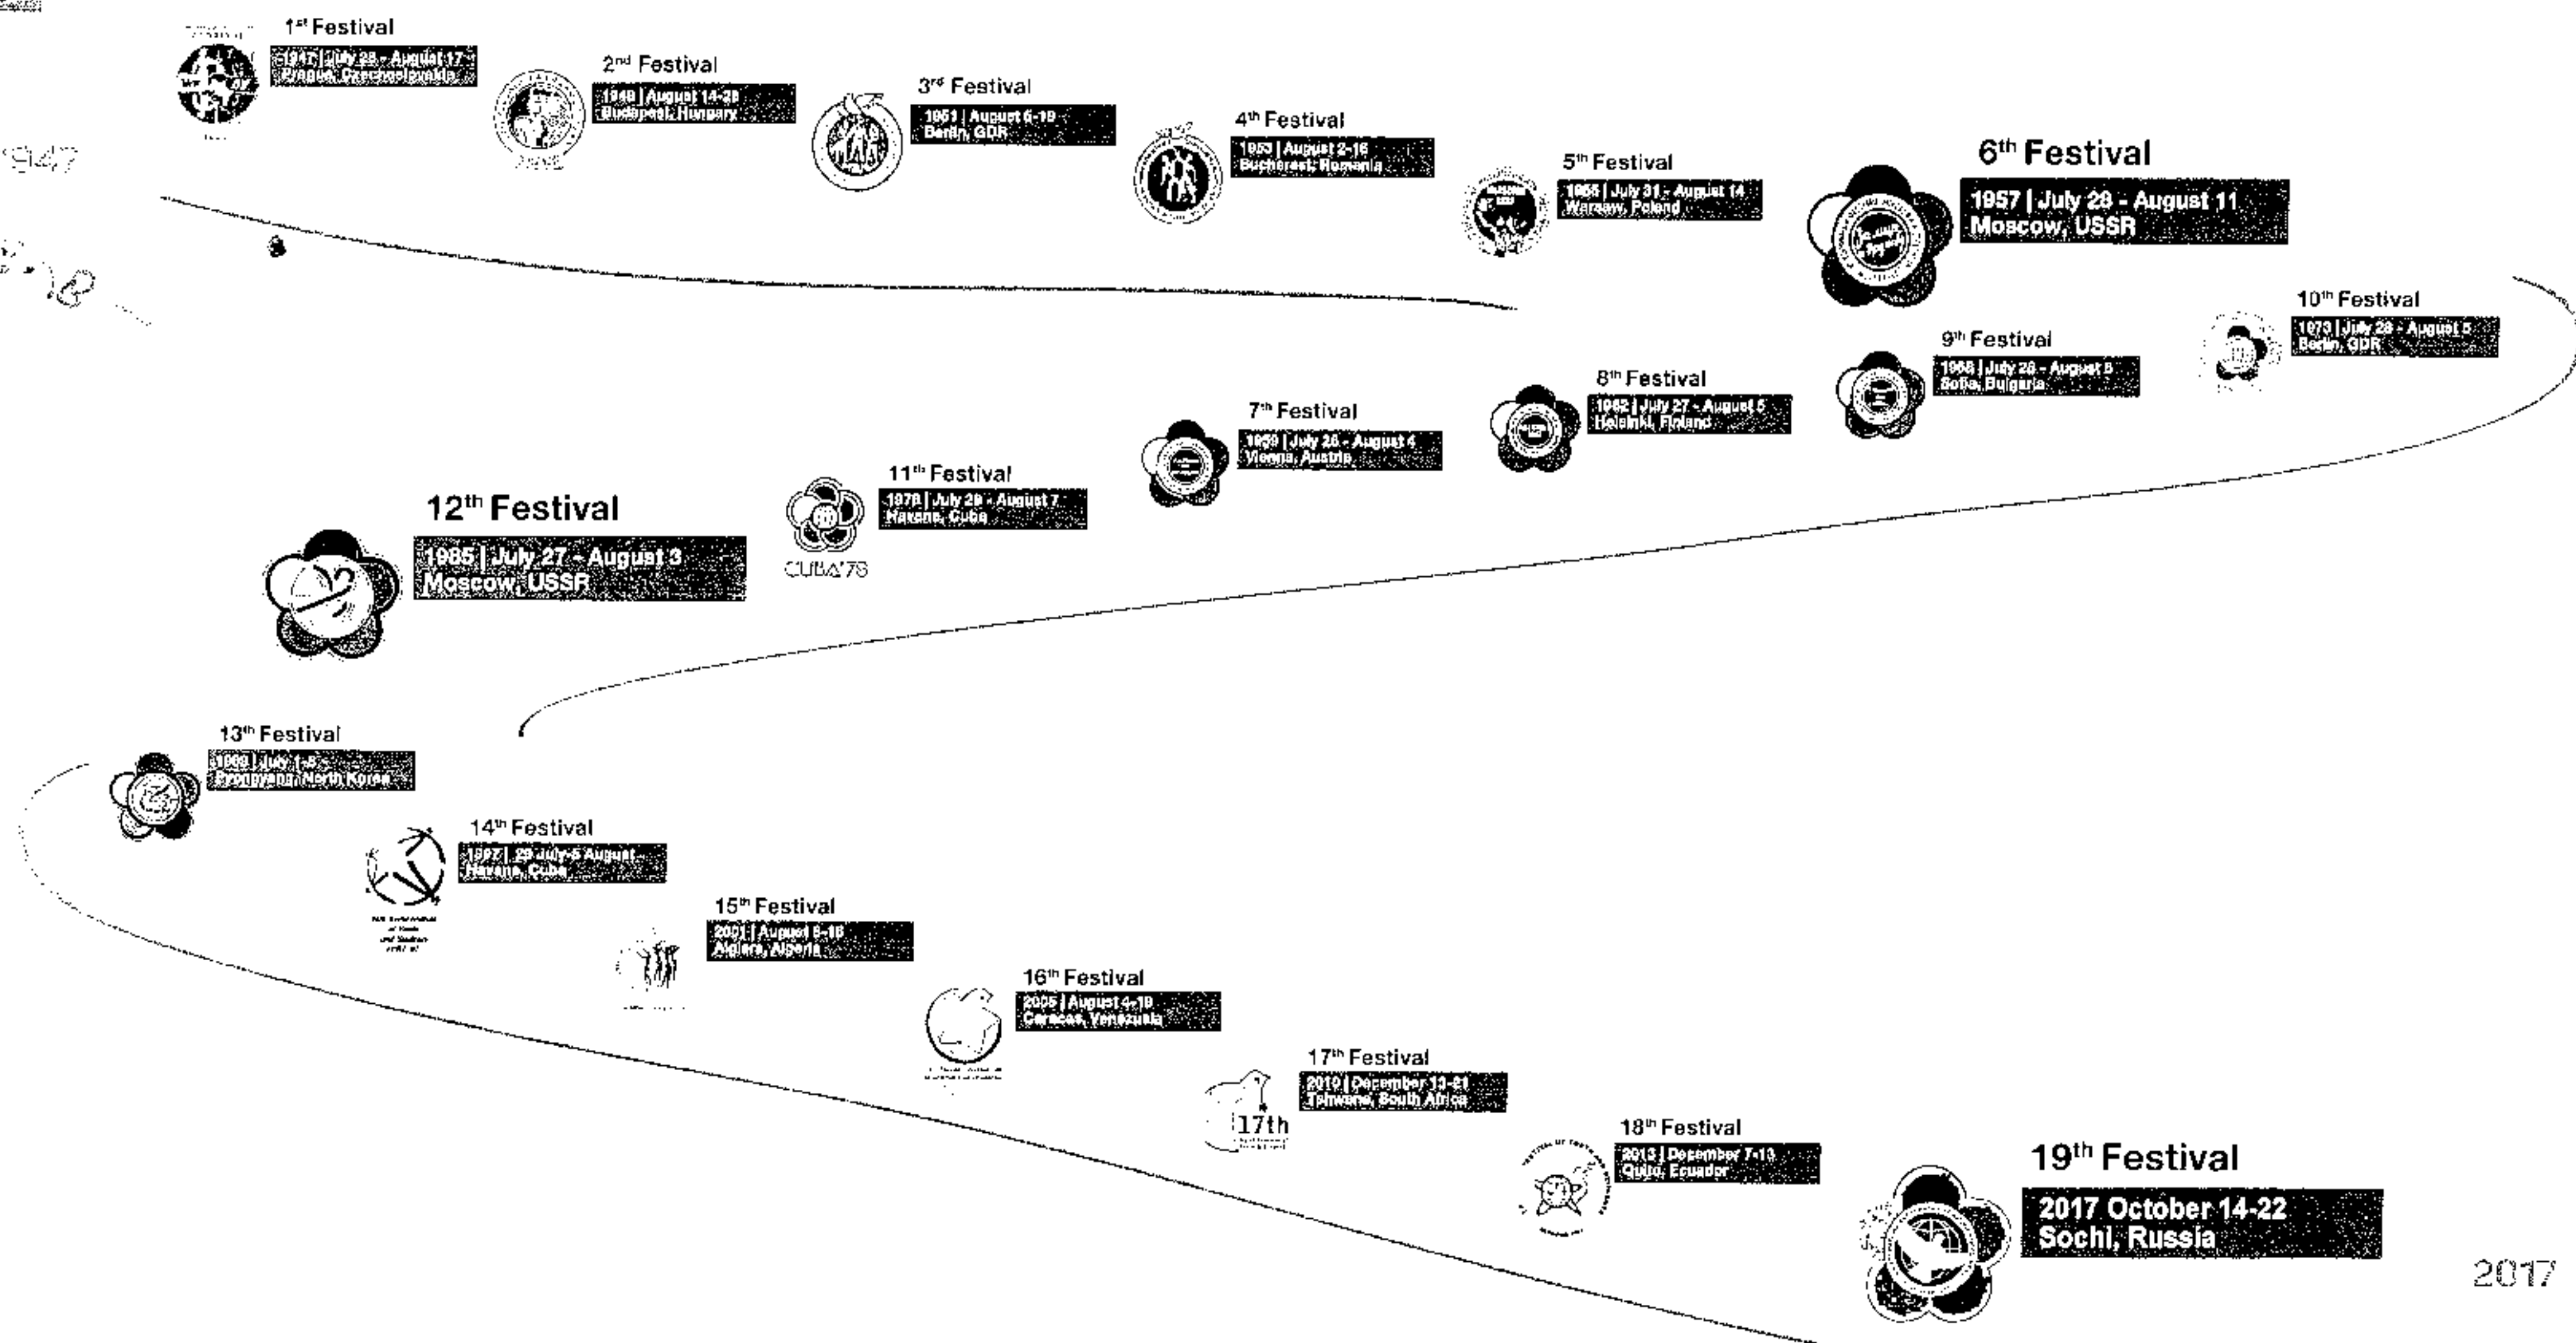 1st Festival
1947 | July 25 - August 17
Prague, Czechoslovakia
2nd Festival
1949 | August 14-28
Budapest, Hungary
3rd Festival
1951 | August 5-19
Berlin, GDR
4th Festival
1953 | August 2-16
Bucharest, Romania
5th Festival
1955 | July 31 - August 14
Warsaw, Poland
6th Festival
1957 | July 28 - August 11
Moscow, USSR
1947
10th Festival
1973 | July 28 - August 5
Berlin, GDR
9th Festival
1968 | July 28 - August 6
Sofia, Bulgaria
8th Festival
1962 | July 27 - August 5
Helsinki, Finland
7th Festival
1959 | July 26 - August 4
Vienna, Austria
11th Festival
1978 | July 28 - August 7
Havana, Cuba
CUBA'78
12th Festival
1985 | July 27 - August 3
Moscow, USSR
13th Festival
1989 | July 1-8
Pyongyang, North Korea
14th Festival
1997 | 29 July-5 August
Havana, Cuba
15th Festival
2001 | August 8-16
Algiers, Algeria
16th Festival
2005 | August 4-19
Caracas, Venezuela
17th Festival
2010 | December 13-21
Tshwane, South Africa
17th
18th Festival
2013 | December 7-13
Quito, Ecuador
19th Festival
2017 October 14-22
Sochi, Russia
2017